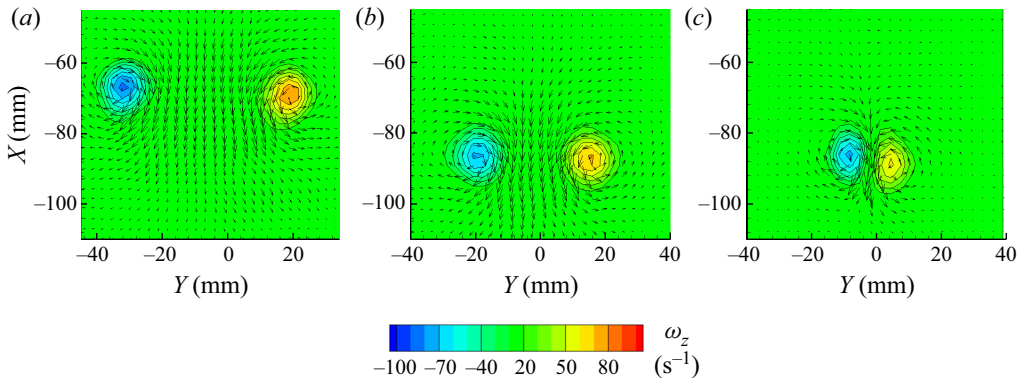 (a) (b) (c)
–60 –60 –60
–80 –80 –80
–100 –100 –100
X (mm)
–40 –20 0 20 –40 –20 0 20 40 –40 –20 0 20 40
Y (mm) Y (mm) Y (mm)
ω_z
(s⁻¹)
–100 –70 –40 20 50 80